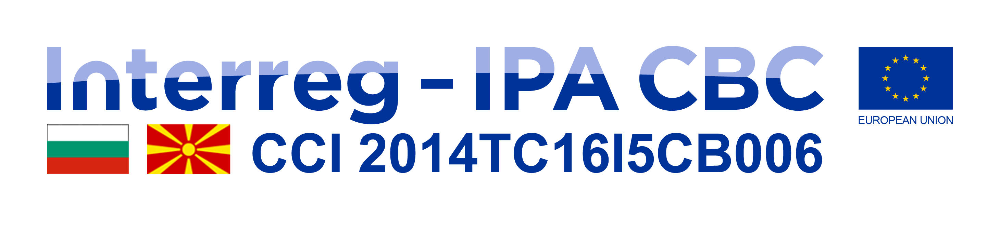 Interreg – IPA CBC
EUROPEAN UNION
CCI 2014TC16I5CB006